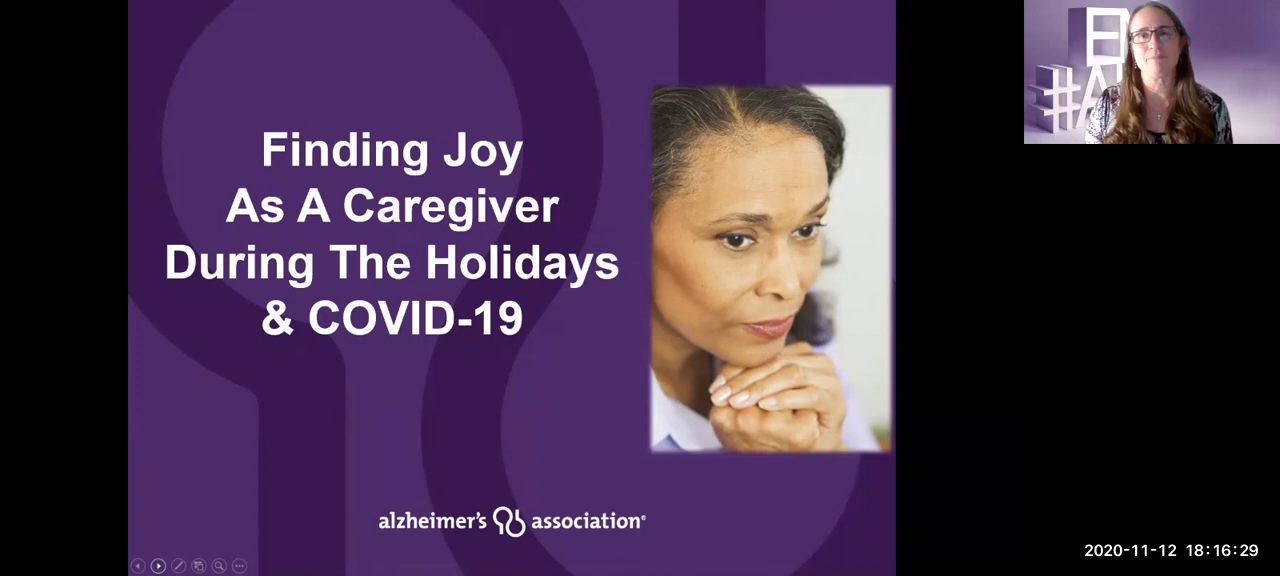 Finding Joy
As A Caregiver
During The Holidays
& COVID-19
alzheimer's association®
2020-11-12 18:16:29